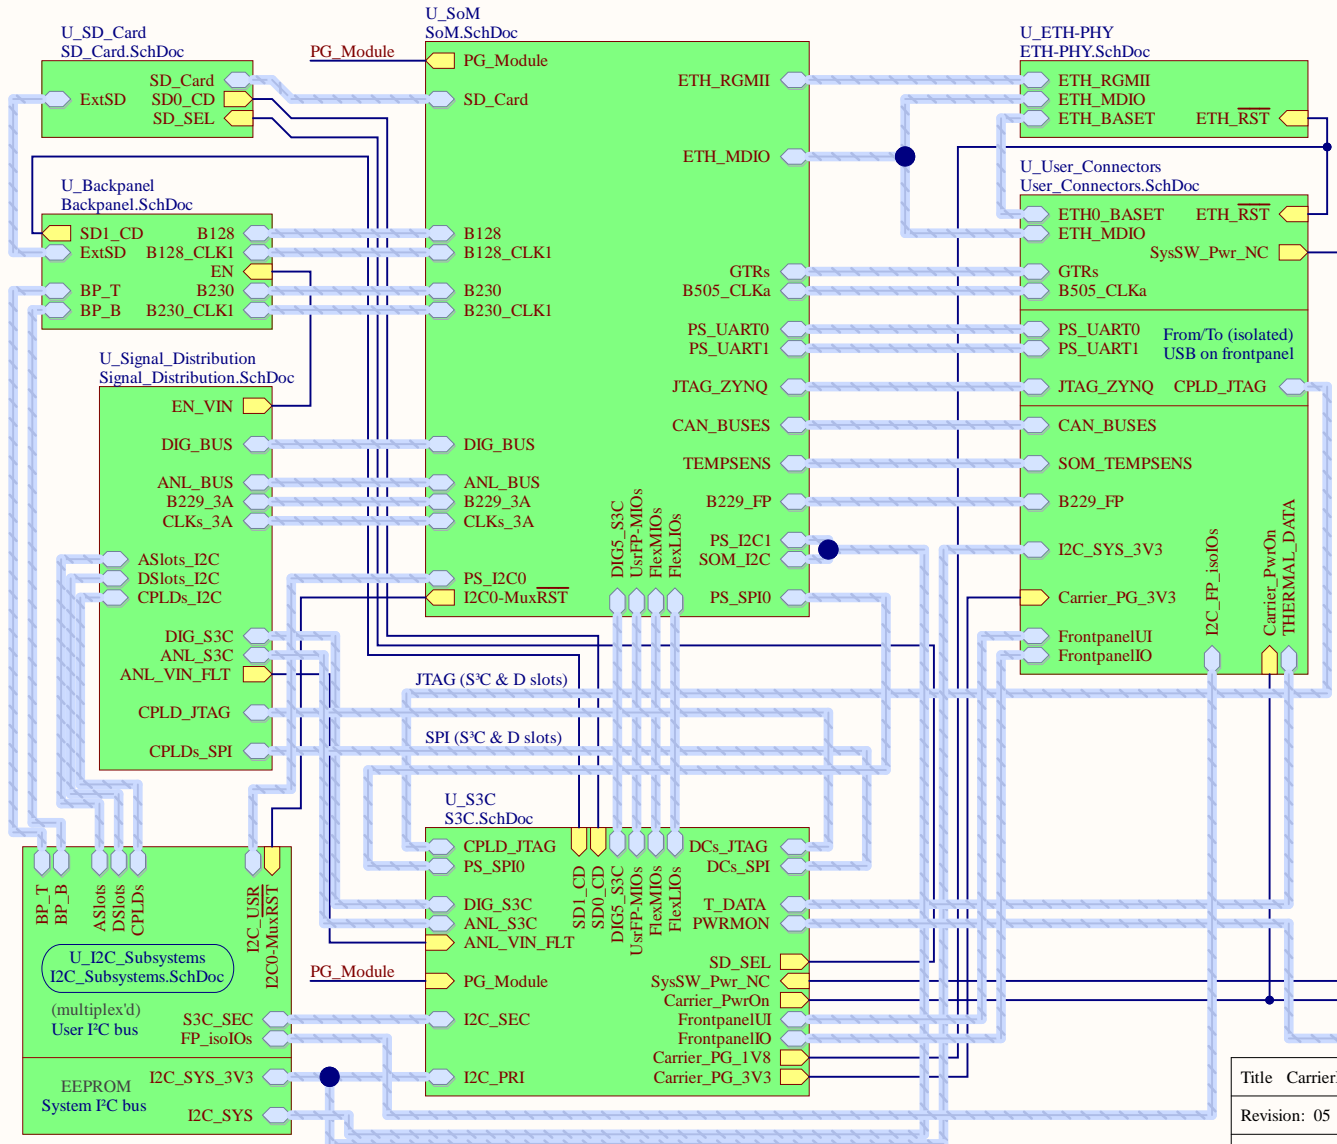 U_SD_Card
SD_Card.SchDoc
SD_Card
ExtSD
SD0_CD
SD_SEL
U_Backpanel
Backpanel.SchDoc
SD1_CD
B128
ExtSD
B128_CLK1
EN
BP_T
B230
BP_B
B230_CLK1
U_Signal_Distribution
Signal_Distribution.SchDoc
EN_VIN
DIG_BUS
ANL_BUS
B229_3A
CLKs_3A
ASlots_I2C
DSlots_I2C
CPLDs_I2C
DIG_S3C
ANL_S3C
ANL_VIN_FLT
CPLD_JTAG
CPLDs_SPI
PG_Module
U_SoM
SoM.SchDoc
PG_Module
ETH_RGMII
SD_Card
ETH_MDIO
B128
B128_CLK1
GTRs
B230
B505_CLKa
B230_CLK1
PS_UART0
PS_UART1
JTAG_ZYNQ
CAN_BUSES
DIG_BUS
TEMPSENS
ANL_BUS
B229_3A
B229_FP
CLKs_3A
PS_I2C1
SOM_I2C
PS_I2C0
I2C0-MuxRST
PS_SPI0
DIG5_S3C
UsrFP-MIOs
FlexMIOs
FlexLIOs
U_ETH-PHY
ETH-PHY.SchDoc
ETH_RGMII
ETH_MDIO
ETH_BASET
ETH_RST
U_User_Connectors
User_Connectors.SchDoc
ETH0_BASET
ETH_RST
ETH_MDIO
SysSW_Pwr_NC
GTRs
B505_CLKa
PS_UART0
From/To (isolated)
PS_UART1
USB on frontpanel
JTAG_ZYNQ
CPLD_JTAG
CAN_BUSES
SOM_TEMPSENS
B229_FP
I2C_SYS_3V3
Carrier_PG_3V3
FrontpanelUI
FrontpanelIO
I2C_FP_isoIOs
Carrier_PwrOn
THERMAL_DATA
JTAG (S³C & D slots)
SPI (S³C & D slots)
U_S3C
S3C.SchDoc
CPLD_JTAG
PS_SPI0
DIG_S3C
ANL_S3C
ANL_VIN_FLT
PG_Module
PG_Module
I2C_SEC
I2C_PRI
SD1_CD
SD0_CD
DIG5_S3C
UsrFP-MIOs
FlexMIOs
FlexLIOs
DCs_JTAG
DCs_SPI
T_DATA
PWRMON
SD_SEL
SysSW_Pwr_NC
Carrier_PwrOn
FrontpanelUI
FrontpanelIO
Carrier_PG_1V8
Carrier_PG_3V3
BP_T
BP_B
ASlots
DSlots
CPLDs
I2C_USR
I2C0-MuxRST
U_I2C_Subsystems
I2C_Subsystems.SchDoc
(multiplex'd)
User I²C bus
S3C_SEC
FP_isoIOs
EEPROM
System I²C bus
I2C_SYS_3V3
I2C_SYS
Title Carrier
Revision: 05